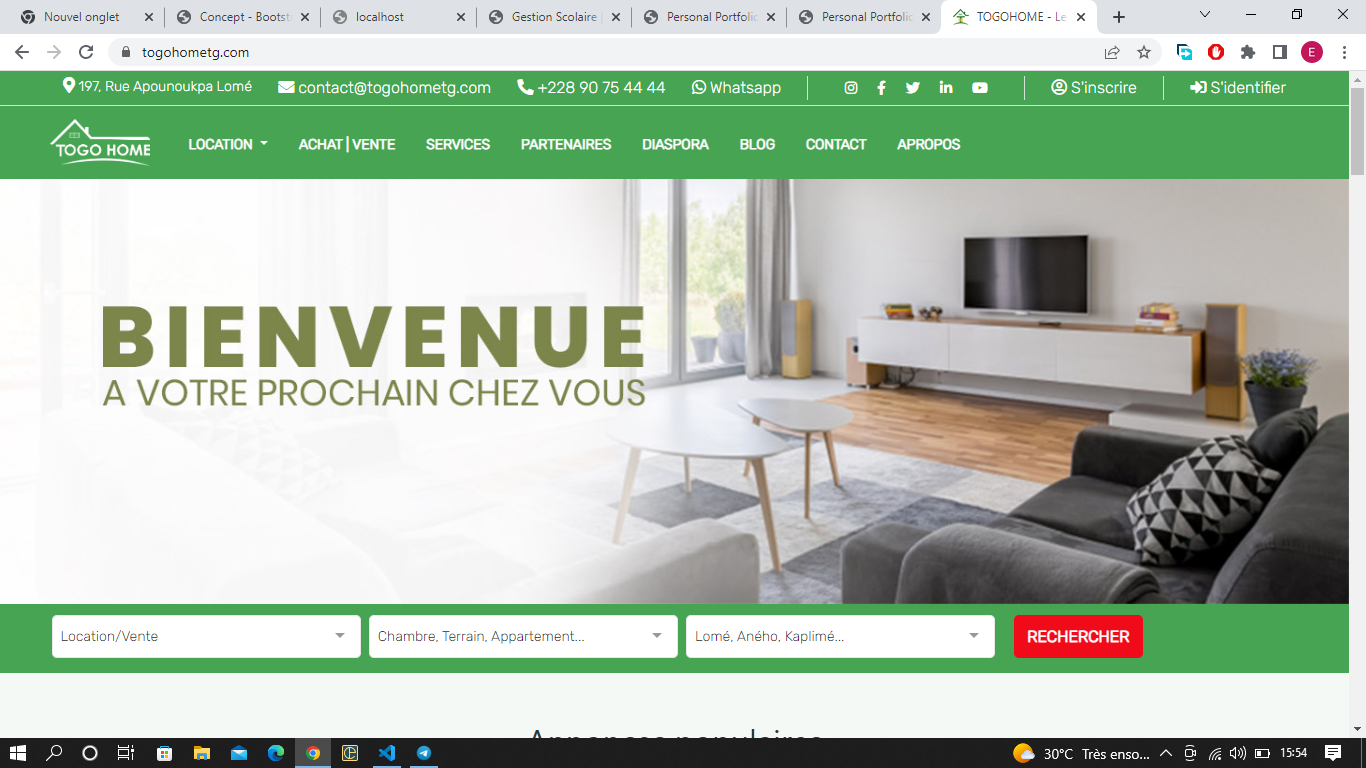 Nouvel onglet
Concept - Bootst
localhost
Gestion Scolaire
Personal Portfolio
Personal Portfolio
TOGOHOME - Le
togohometg.com
E
197, Rue Apounoukpa Lomé
contact@togohometg.com
+228 90 75 44 44
Whatsapp
S'inscrire
S'identifier
TOGO HOME
LOCATION
ACHAT | VENTE
SERVICES
PARTENAIRES
DIASPORA
BLOG
CONTACT
APROPOS
BIENVENUE
A VOTRE PROCHAIN CHEZ VOUS
Location/Vente
Chambre, Terrain, Appartement...
Lomé, Aného, Kaplimé...
RECHERCHER
Annonces populaires
30°C Très enso...
15:54